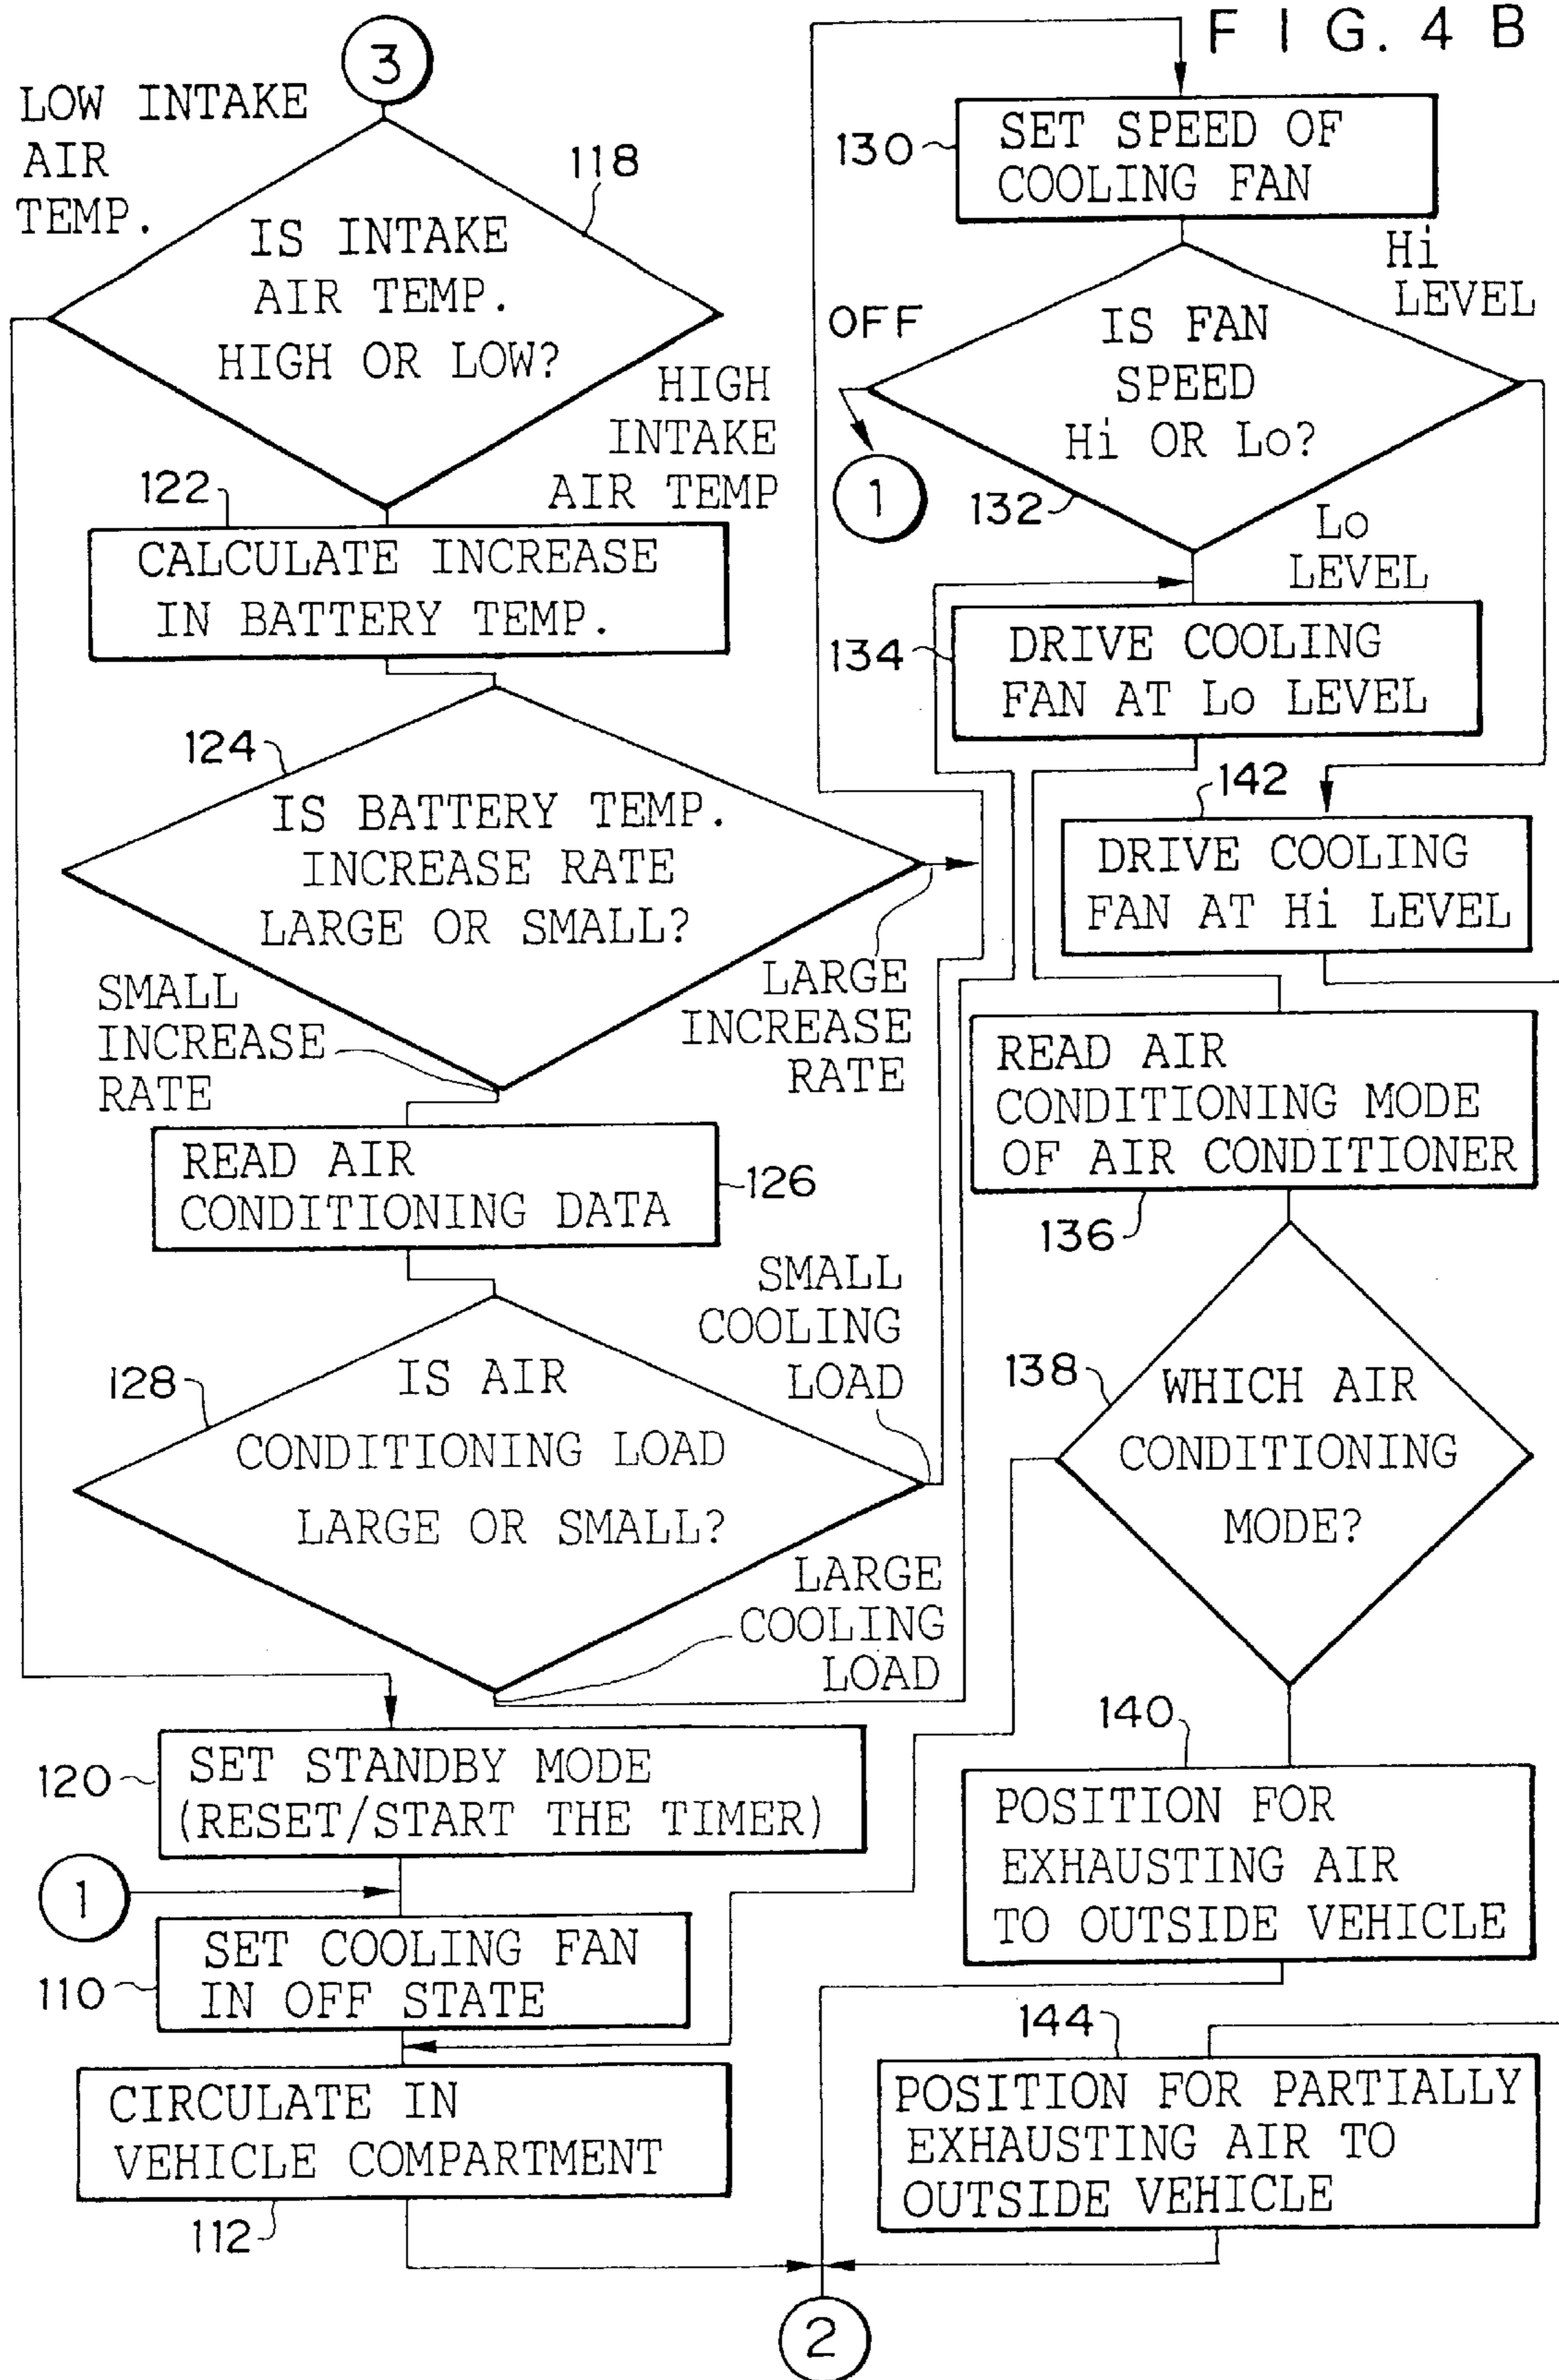 FIG. 4 B
3
LOW INTAKE
AIR
TEMP.
118
IS INTAKE
AIR TEMP.
HIGH OR LOW?
HIGH
INTAKE
AIR TEMP
122
CALCULATE INCREASE
IN BATTERY TEMP.
124
IS BATTERY TEMP.
INCREASE RATE
LARGE OR SMALL?
SMALL
INCREASE
RATE
LARGE
INCREASE
RATE
READ AIR
CONDITIONING DATA
126
SMALL
COOLING
LOAD
128
IS AIR
CONDITIONING LOAD
LARGE OR SMALL?
LARGE
COOLING
LOAD
120
SET STANDBY MODE
(RESET/START THE TIMER)
1
110
SET COOLING FAN
IN OFF STATE
CIRCULATE IN
VEHICLE COMPARTMENT
112
130
SET SPEED OF
COOLING FAN
Hi
LEVEL
OFF
IS FAN
SPEED
Hi OR Lo?
1
132
Lo
LEVEL
134
DRIVE COOLING
FAN AT Lo LEVEL
142
DRIVE COOLING
FAN AT Hi LEVEL
READ AIR
CONDITIONING MODE
OF AIR CONDITIONER
136
138
WHICH AIR
CONDITIONING
MODE?
140
POSITION FOR
EXHAUSTING AIR
TO OUTSIDE VEHICLE
144
POSITION FOR PARTIALLY
EXHAUSTING AIR TO
OUTSIDE VEHICLE
2